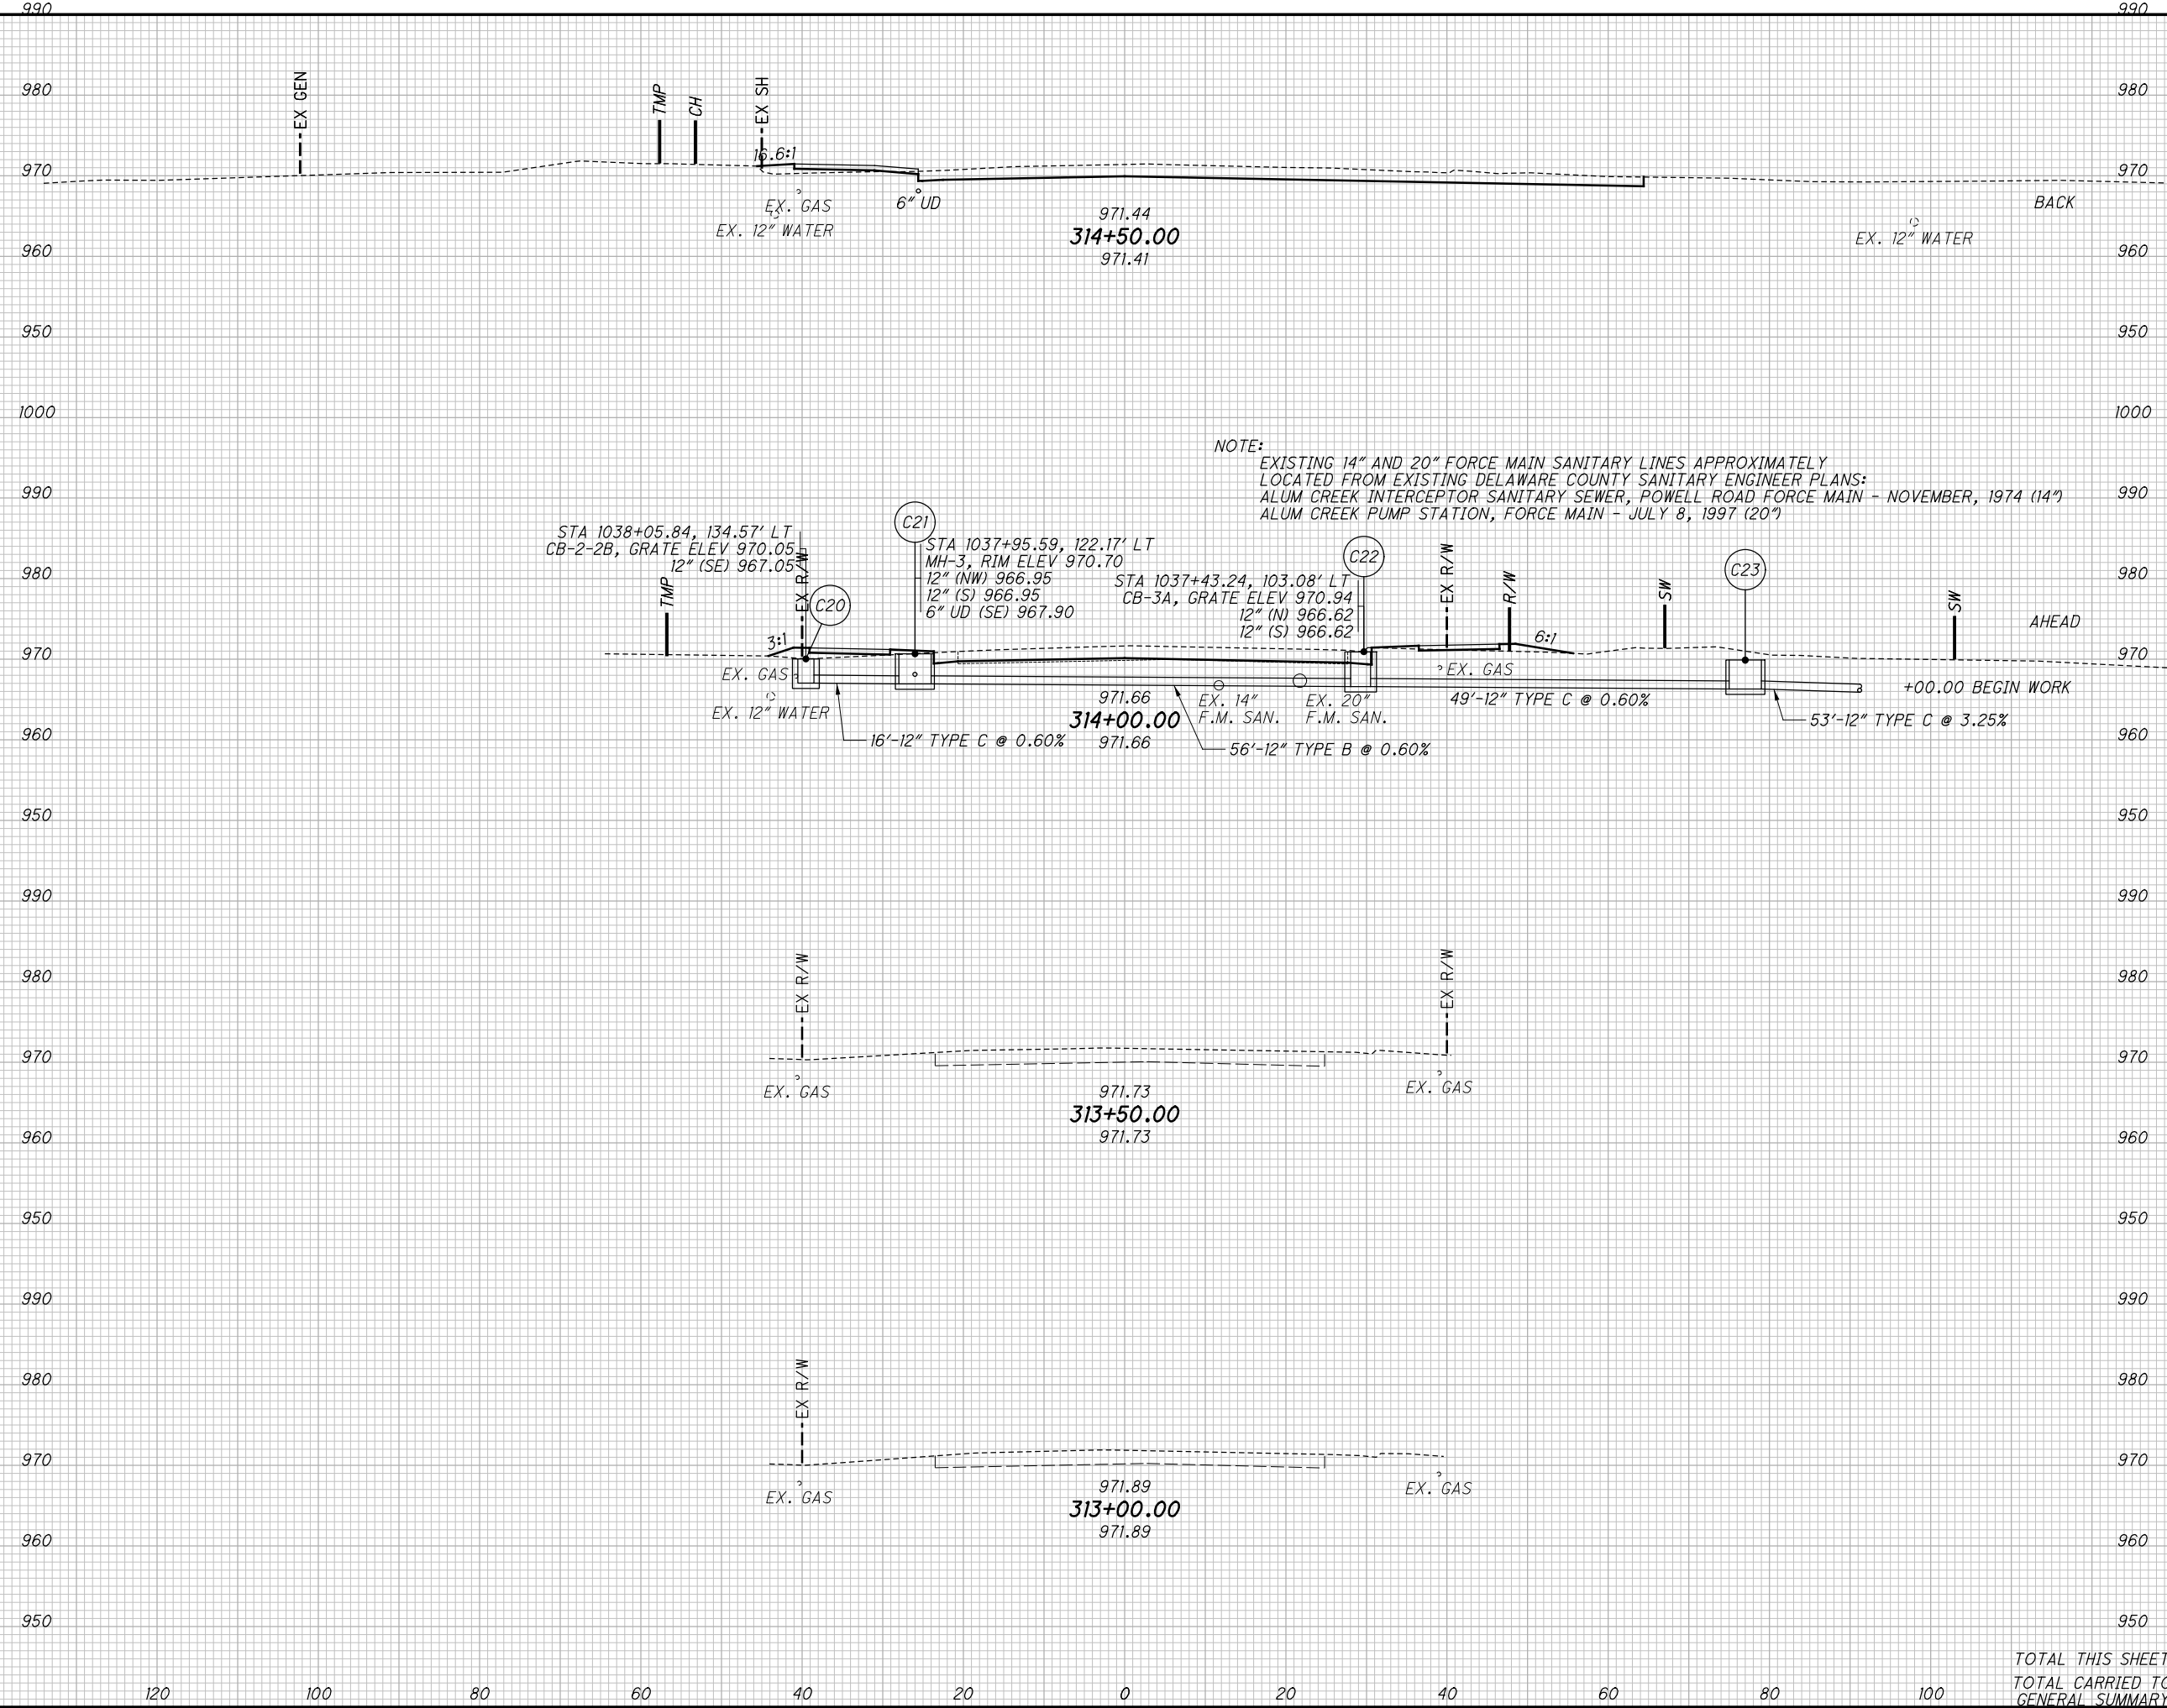 990 990
980 980
EX GEN
TMP
CH
EX SH
16.6:1
970 970
EX. GAS
6" UD
BACK
EX. 12" WATER
971.44
314+50.00
971.41
EX. 12" WATER
960 960
950 950
1000 1000
NOTE:
EXISTING 14" AND 20" FORCE MAIN SANITARY LINES APPROXIMATELY
LOCATED FROM EXISTING DELAWARE COUNTY SANITARY ENGINEER PLANS:
ALUM CREEK INTERCEPTOR SANITARY SEWER, POWELL ROAD FORCE MAIN - NOVEMBER, 1974 (14")
ALUM CREEK PUMP STATION, FORCE MAIN - JULY 8, 1997 (20")
990 990
STA 1038+05.84, 134.57' LT
CB-2-2B, GRATE ELEV 970.05
12" (SE) 967.05
C21
STA 1037+95.59, 122.17' LT
MH-3, RIM ELEV 970.70
12" (NW) 966.95
12" (S) 966.95
6" UD (SE) 967.90
C22
STA 1037+43.24, 103.08' LT
CB-3A, GRATE ELEV 970.94
12" (N) 966.62
12" (S) 966.62
C23
980 980
TMP
EX R/W
C20
EX R/W
R/W
SW
SW
AHEAD
3:1
6:1
970 970
EX. GAS
EX. GAS
EX. 12" WATER
971.66
314+00.00
971.66
EX. 14"
F.M. SAN.
EX. 20"
F.M. SAN.
49'-12" TYPE C @ 0.60%
+00.00 BEGIN WORK
53'-12" TYPE C @ 3.25%
16'-12" TYPE C @ 0.60%
56'-12" TYPE B @ 0.60%
960 960
950 950
990 990
980 980
EX R/W
EX R/W
970 970
EX. GAS
EX. GAS
971.73
313+50.00
971.73
960 960
950 950
990 990
980 980
EX R/W
970 970
EX. GAS
EX. GAS
971.89
313+00.00
971.89
960 960
950 950
TOTAL THIS SHEET
TOTAL CARRIED TO
GENERAL SUMMARY
120 100 80 60 40 20 0 20 40 60 80 100